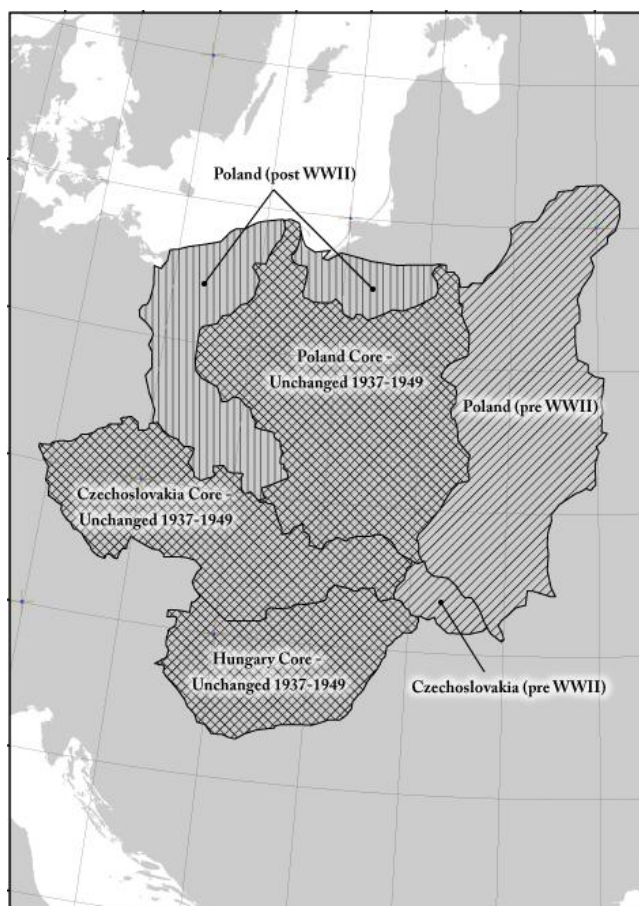 Poland (post WWII)
Poland Core -
Unchanged 1937-1949
Poland (pre WWII)
Czechoslovakia Core -
Unchanged 1937-1949
Hungary Core -
Unchanged 1937-1949
Czechoslovakia (pre WWII)